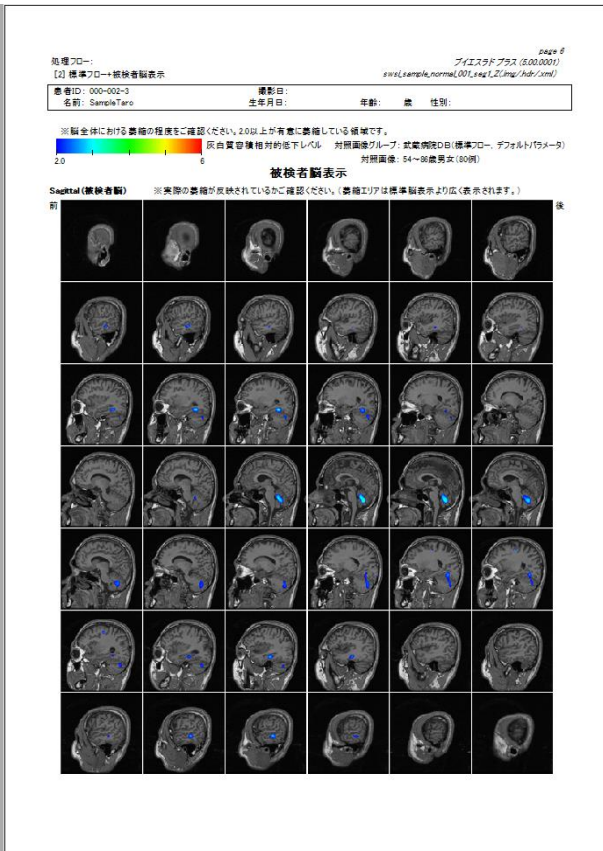 page 6
処理フロー:
ブイエスラド プラス (5.00.0001)
[2] 標準フロー+被検者脳表示
swsl_sample_normal_001_seg1_Z(.img/.hdr/.xml)
患者ID: 000-002-3 撮影日:
名前: SampleTaro 生年月日: 年齢: 歳 性別:
※脳全体における萎縮の程度をご確認ください。2.0以上が有意に萎縮している領域です。
灰白質容積相対的低下レベル 対照画像グループ: 武蔵病院DB(標準フロー, デフォルトパラメータ)
2.0 6 対照画像: 54～86歳男女(80例)
被検者脳表示
Sagittal(被検者脳) ※実際の萎縮が反映されているかご確認ください。(萎縮エリアは標準脳表示より広く表示されます。)
前 後